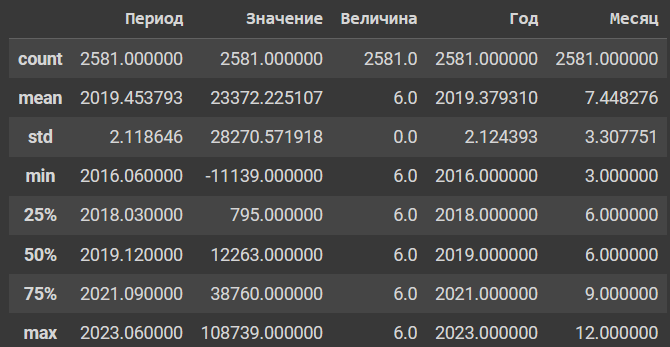 Период Значение Величина Год Месяц
count 2581.000000 2581.000000 2581.0 2581.000000 2581.000000
mean 2019.453793 23372.225107 6.0 2019.379310 7.448276
std 2.118646 28270.571918 0.0 2.124393 3.307751
min 2016.060000 -11139.000000 6.0 2016.000000 3.000000
25% 2018.030000 795.000000 6.0 2018.000000 6.000000
50% 2019.120000 12263.000000 6.0 2019.000000 6.000000
75% 2021.090000 38760.000000 6.0 2021.000000 9.000000
max 2023.060000 108739.000000 6.0 2023.000000 12.000000